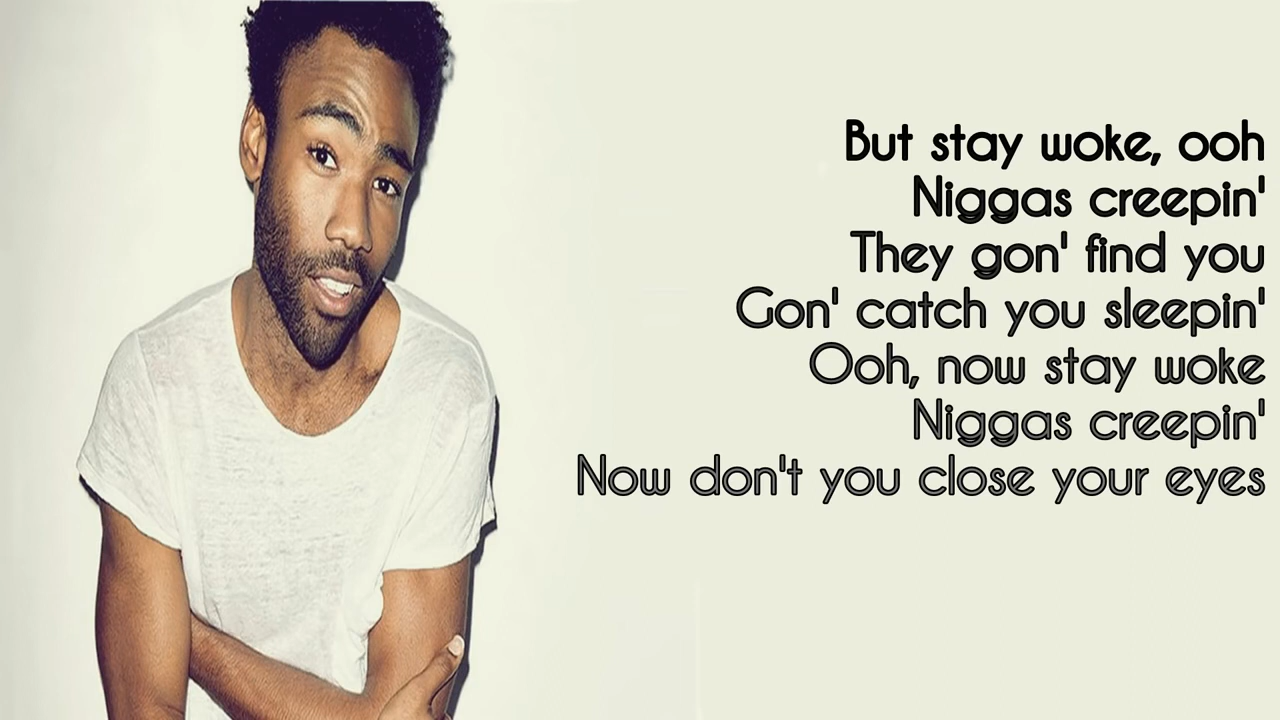 But stay woke, ooh
Niggas creepin'
They gon' find you
Gon' catch you sleepin'
Ooh, now stay woke
Niggas creepin'
Now don't you close your eyes